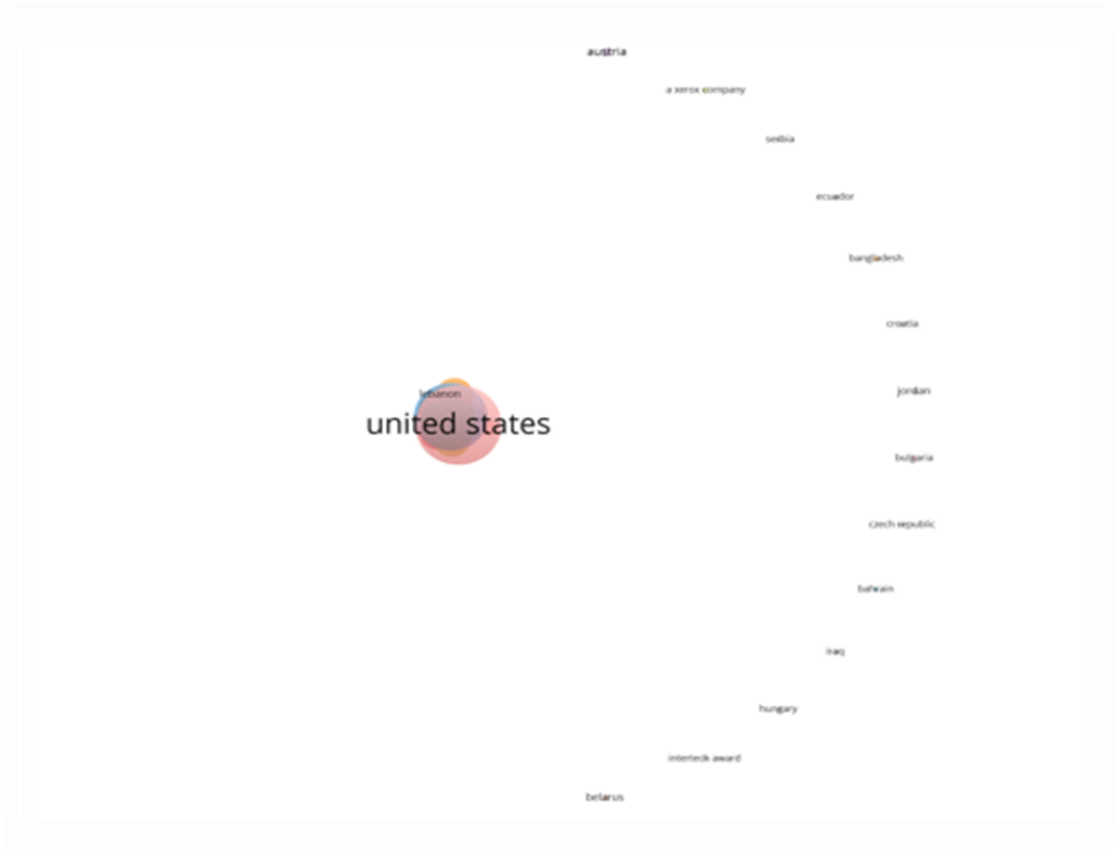 austria
a xerox company
serbia
ecuador
bangladesh
croatia
jordan
lebanon
united states
bulgaria
czech republic
bahrain
iraq
hungary
intertech award
belarus